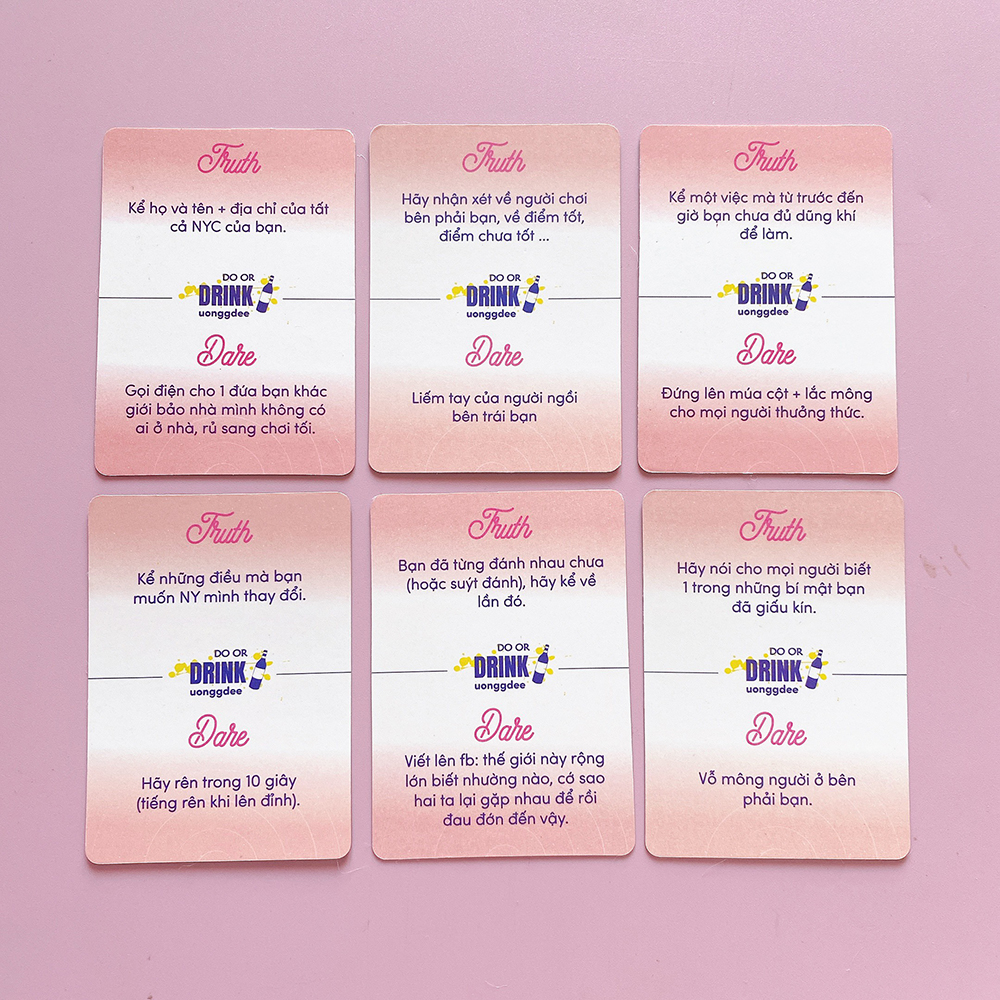 Truth
Kể họ và tên + địa chỉ của tất
cả NYC của bạn.
DO OR
DRINK
uonggdee
Dare
Gọi điện cho 1 đứa bạn khác
giới bảo nhà mình không có
ai ở nhà, rủ sang chơi tối.
Truth
Hãy nhận xét về người chơi
bên phải bạn, về điểm tốt,
điểm chưa tốt ...
DO OR
DRINK
uonggdee
Dare
Liếm tay của người ngồi
bên trái bạn
Truth
Kể một việc mà từ trước đến
giờ bạn chưa đủ dũng khí
để làm.
DO OR
DRINK
uonggdee
Dare
Đứng lên múa cột + lắc mông
cho mọi người thưởng thức.
Truth
Kể những điều mà bạn
muốn NY mình thay đổi.
DO OR
DRINK
uonggdee
Dare
Hãy rên trong 10 giây
(tiếng rên khi lên đỉnh).
Truth
Bạn đã từng đánh nhau chưa
(hoặc suýt đánh), hãy kể về
lần đó.
DO OR
DRINK
uonggdee
Dare
Viết lên fb: thế giới này rộng
lớn biết nhường nào, cớ sao
hai ta lại gặp nhau để rồi
đau đớn đến vậy.
Truth
Hãy nói cho mọi người biết
1 trong những bí mật bạn
đã giấu kín.
DO OR
DRINK
uonggdee
Dare
Vỗ mông người ở bên
phải bạn.